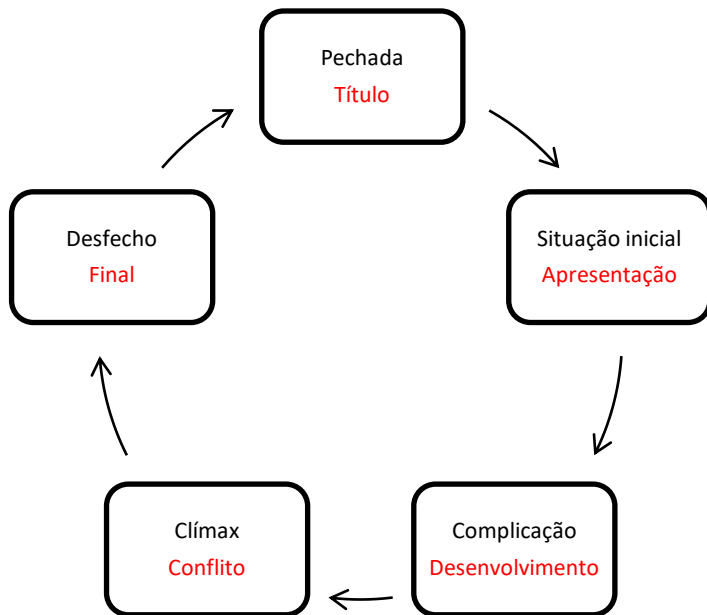 Pechada
Título
Situação inicial
Apresentação
Complicação
Desenvolvimento
Clímax
Conflito
Desfecho
Final